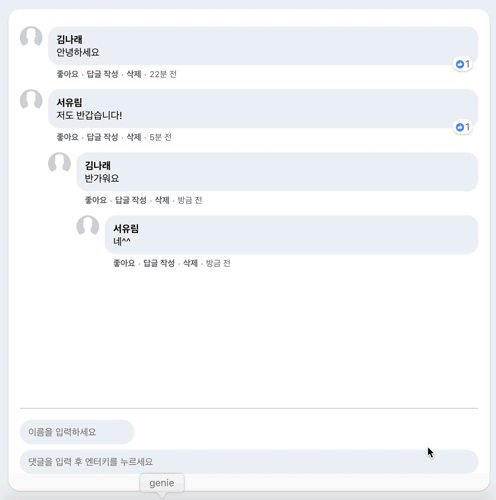 김나래
안녕하세요
1
좋아요 · 답글 작성 · 삭제 · 22분 전
서유림
저도 반갑습니다!
1
좋아요 · 답글 작성 · 삭제 · 5분 전
김나래
반가워요
좋아요 · 답글 작성 · 삭제 · 방금 전
서유림
네^^
좋아요 · 답글 작성 · 삭제 · 방금 전
이름을 입력하세요
댓글을 입력 후 엔터키를 누르세요
genie